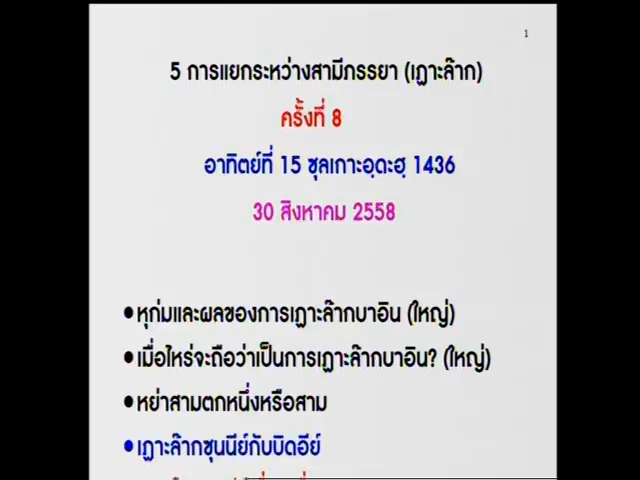 1
5 การแยกระหว่างสามีภรรยา (เฏาะล๊าก)
ครั้งที่ 8
อาทิตย์ที่ 15 ซุลเกาะอฺดะฮฺ 1436
30 สิงหาคม 2558
•หุก่มและผลของการเฏาะล๊ากบาอิน (ใหญ่)
•เมื่อไหร่จะถือว่าเป็นการเฏาะล๊ากบาอิน? (ใหญ่)
•หย่าสามตกหนึ่งหรือสาม
•เฏาะล๊ากซุนนีย์กับบิดอีย์